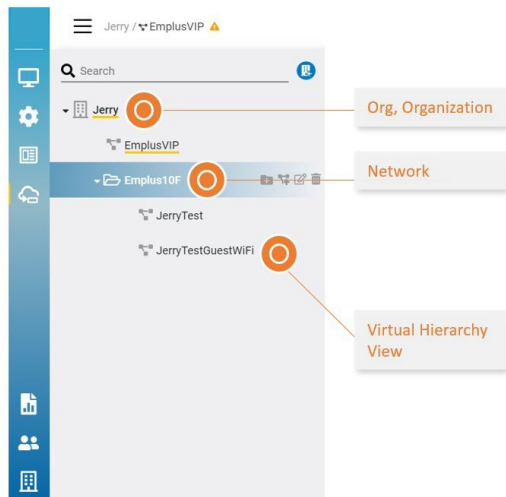 Jerry / EmplusVIP
Search
Jerry
Org, Organization
EmplusVIP
Emplus10F
Network
JerryTest
JerryTestGuestWiFi
Virtual Hierarchy
View